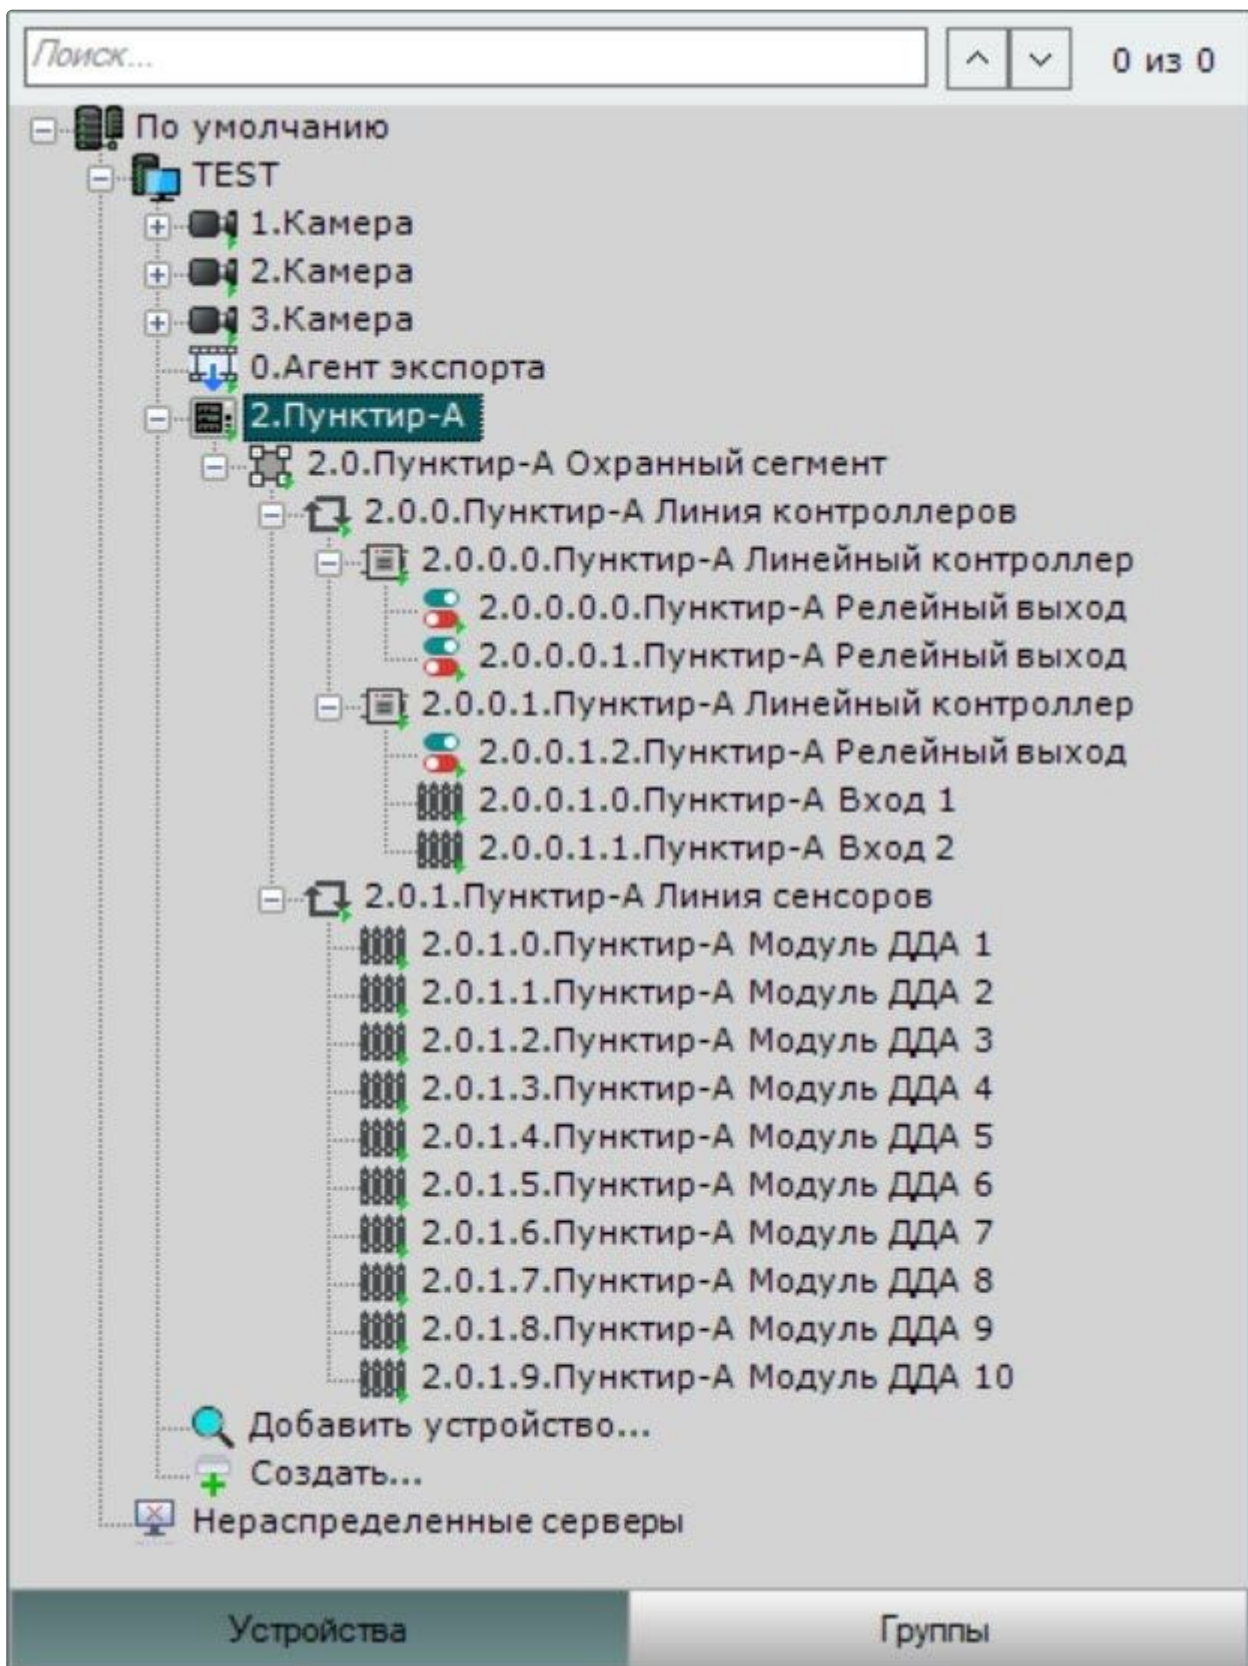 Поиск...
0 из 0
По умолчанию
TEST
1.Камера
2.Камера
3.Камера
0.Агент экспорта
2.Пунктир-А
2.0.Пунктир-А Охранный сегмент
2.0.0.Пунктир-А Линия контроллеров
2.0.0.0.Пунктир-А Линейный контроллер
2.0.0.0.0.Пунктир-А Релейный выход
2.0.0.0.1.Пунктир-А Релейный выход
2.0.0.1.Пунктир-А Линейный контроллер
2.0.0.1.2.Пунктир-А Релейный выход
2.0.0.1.0.Пунктир-А Вход 1
2.0.0.1.1.Пунктир-А Вход 2
2.0.1.Пунктир-А Линия сенсоров
2.0.1.0.Пунктир-А Модуль ДДА 1
2.0.1.1.Пунктир-А Модуль ДДА 2
2.0.1.2.Пунктир-А Модуль ДДА 3
2.0.1.3.Пунктир-А Модуль ДДА 4
2.0.1.4.Пунктир-А Модуль ДДА 5
2.0.1.5.Пунктир-А Модуль ДДА 6
2.0.1.6.Пунктир-А Модуль ДДА 7
2.0.1.7.Пунктир-А Модуль ДДА 8
2.0.1.8.Пунктир-А Модуль ДДА 9
2.0.1.9.Пунктир-А Модуль ДДА 10
Добавить устройство...
Создать...
Нераспределенные серверы
Устройства
Группы